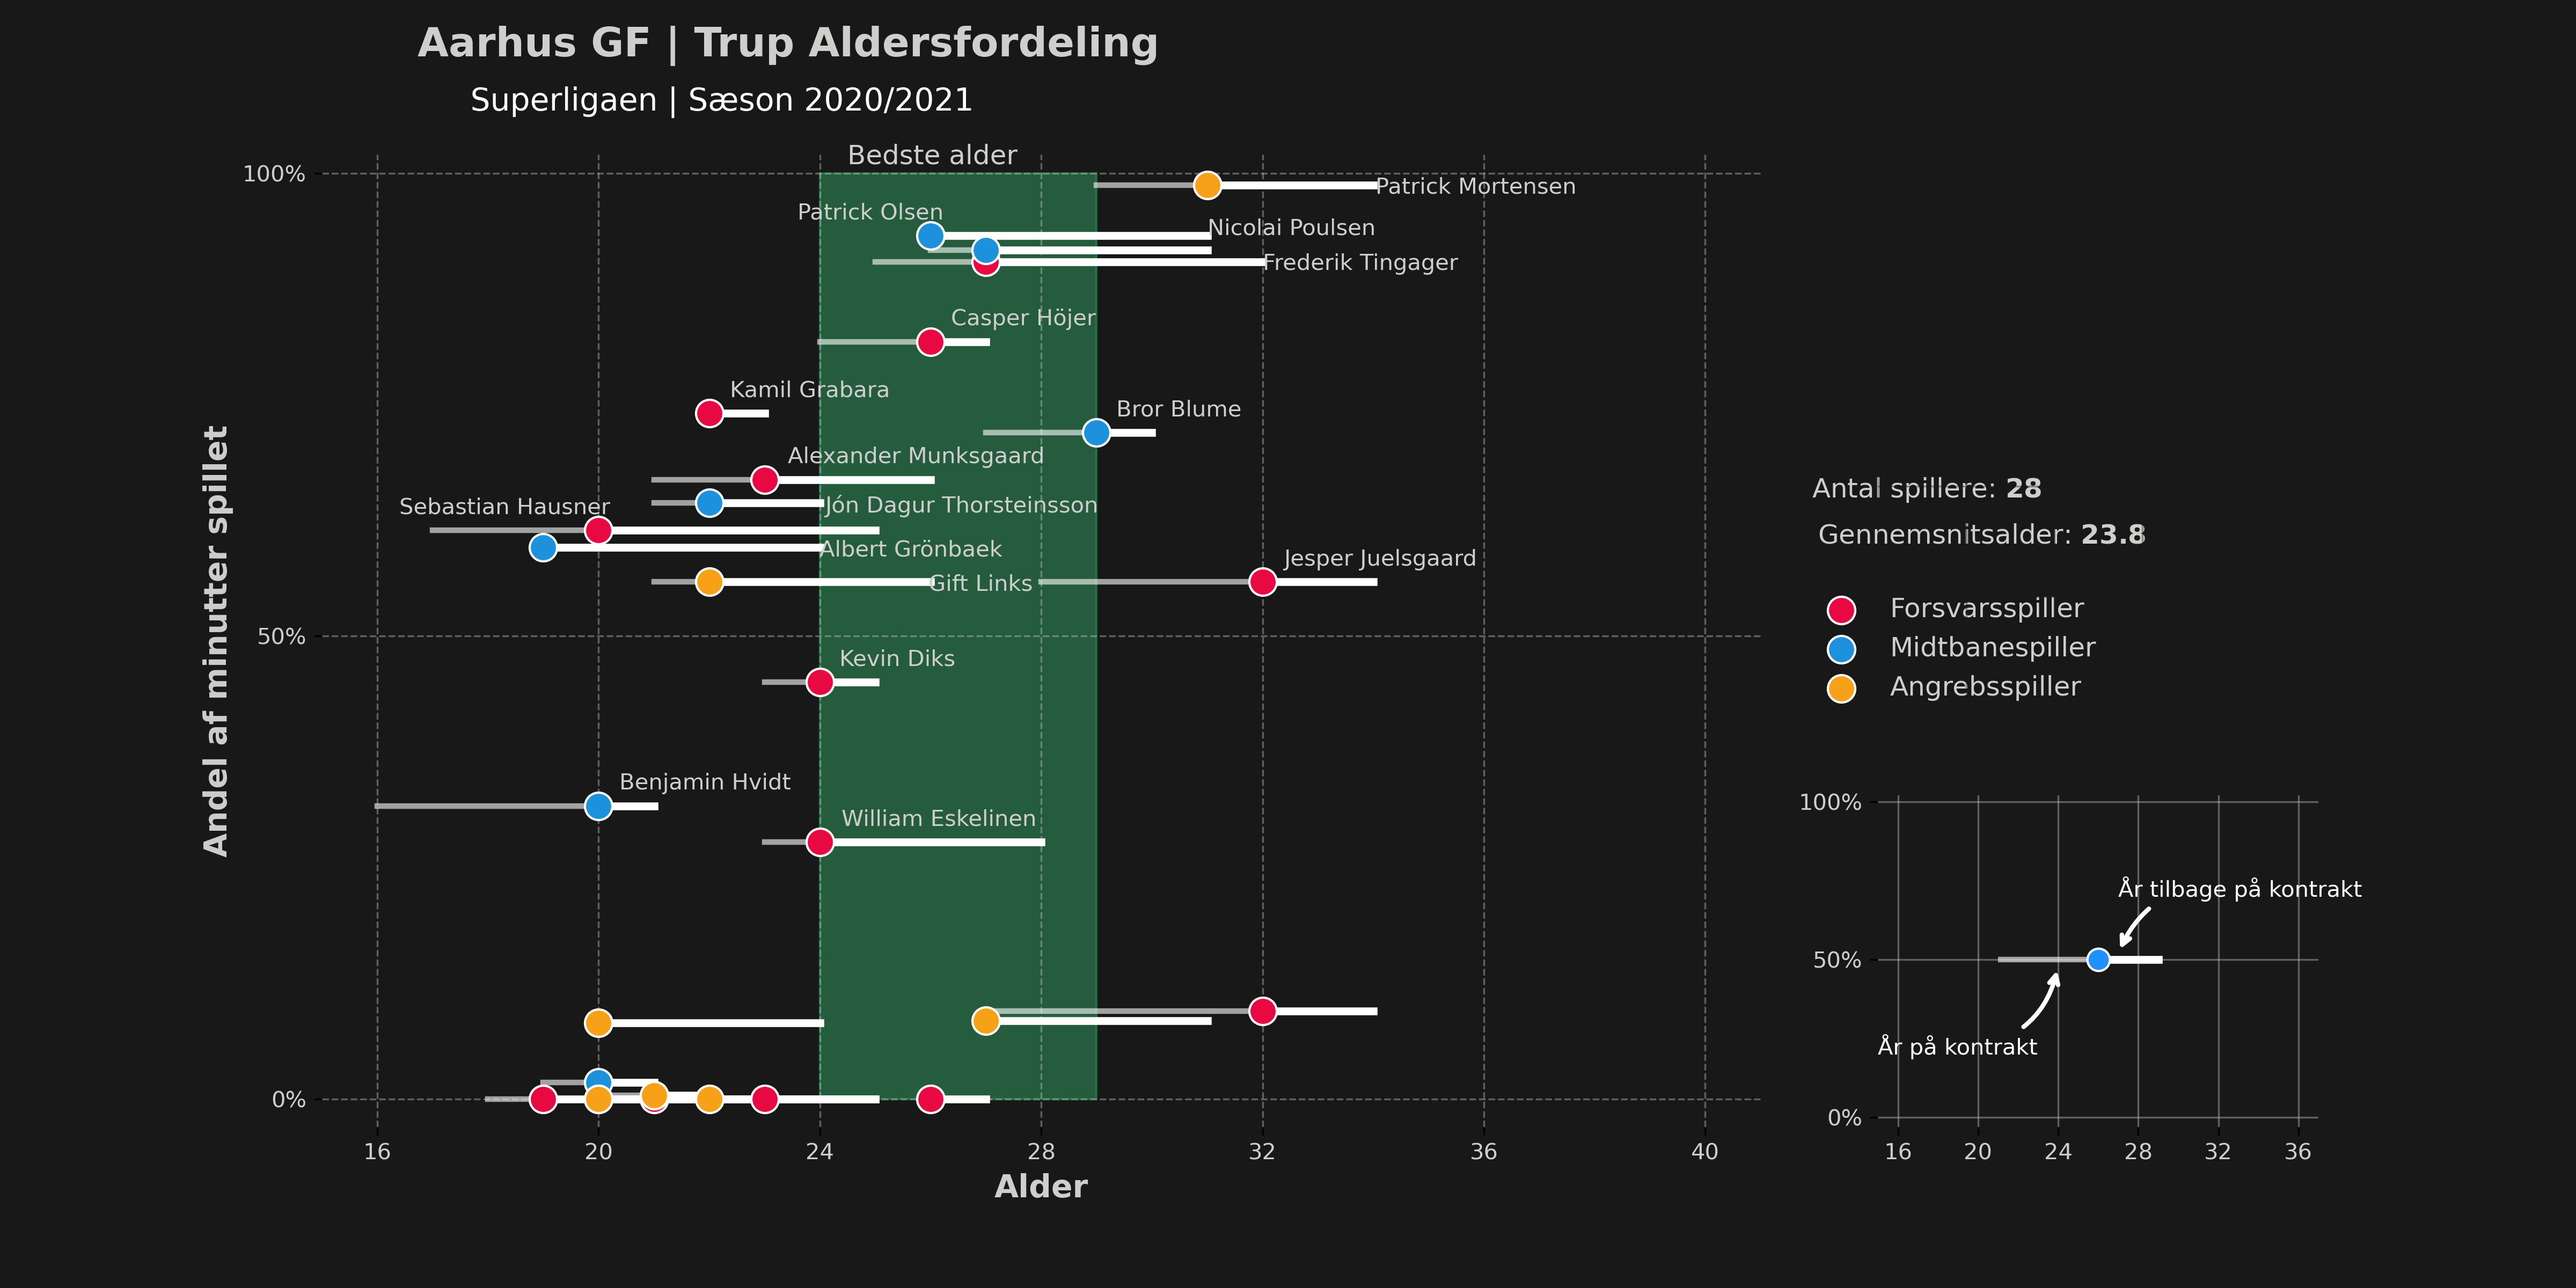 Aarhus GF | Trup Aldersfordeling
Superligaen | Sæson 2020/2021
Bedste alder
100%
Patrick Mortensen
Patrick Olsen
Nicolai Poulsen
Frederik Tingager
Casper Höjer
Kamil Grabara
Bror Blume
Alexander Munksgaard
Sebastian Hausner
Jón Dagur Thorsteinsson
Albert Grönbaek
Jesper Juelsgaard
Gift Links
50%
Kevin Diks
Benjamin Hvidt
William Eskelinen
0%
16 20 24 28 32 36 40
Alder
Andel af minutter spillet
Antal spillere: 28
Gennemsnitsalder: 23.8
Forsvarsspiller
Midtbanespiller
Angrebsspiller
100%
År tilbage på kontrakt
50%
År på kontrakt
0%
16 20 24 28 32 36